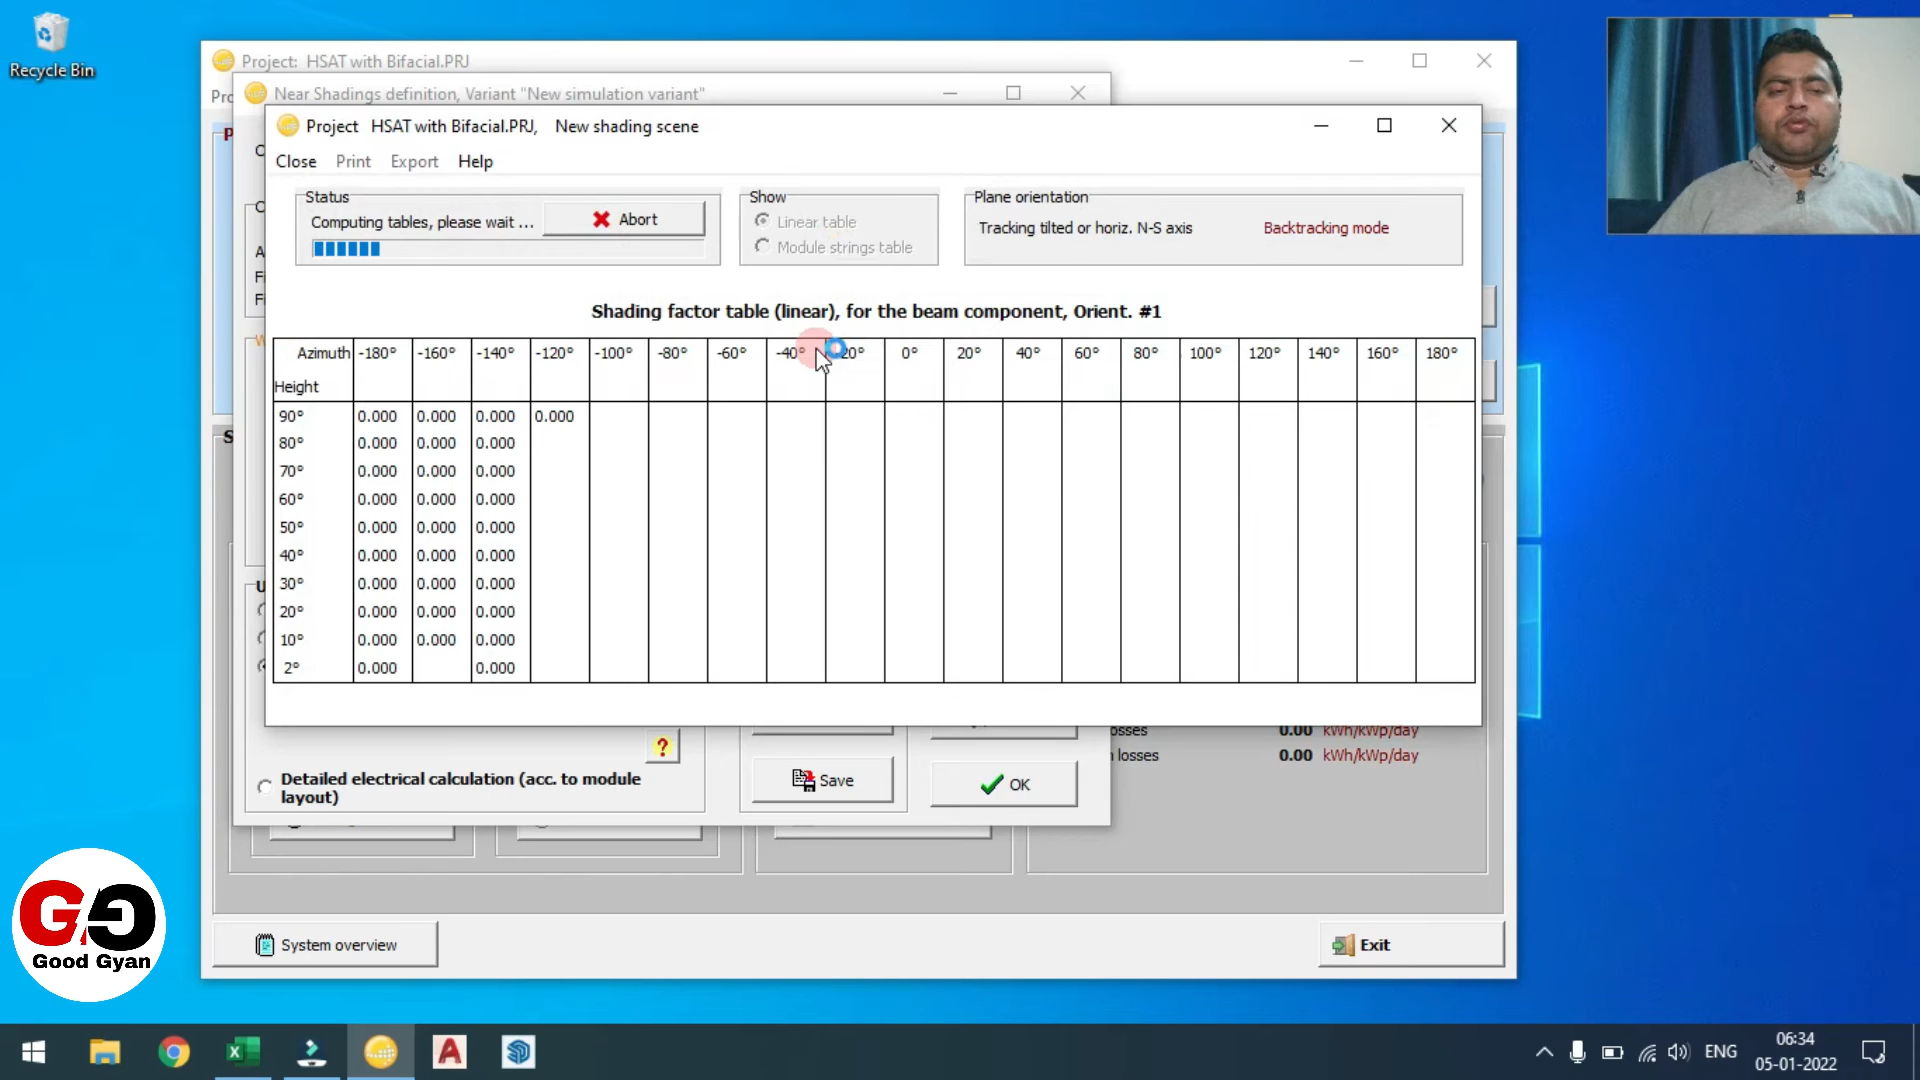 Recycle Bin
Project: HSAT with Bifacial.PRJ
Near Shadings definition, Variant "New simulation variant"
Project HSAT with Bifacial.PRJ, New shading scene
Close Print Export Help
Status
Computing tables, please wait ...
Abort
Show
Linear table
Module strings table
Plane orientation
Tracking tilted or horiz. N-S axis
Backtracking mode
Shading factor table (linear), for the beam component, Orient. #1
Azimuth -180° -160° -140° -120° -100° -80° -60° -40° 20° 0° 20° 40° 60° 80° 100° 120° 140° 160° 180°
Height
90° 0.000 0.000 0.000 0.000
80° 0.000 0.000 0.000
70° 0.000 0.000 0.000
60° 0.000 0.000 0.000
50° 0.000 0.000 0.000
40° 0.000 0.000 0.000
30° 0.000 0.000 0.000
20° 0.000 0.000 0.000
10° 0.000 0.000 0.000
2° 0.000 0.000
osses 0.00 kWh/kWp/day
losses 0.00 kWh/kWp/day
?
Detailed electrical calculation (acc. to module
layout)
Save
OK
System overview
Exit
GG
Good Gyan
ENG
06:34
05-01-2022